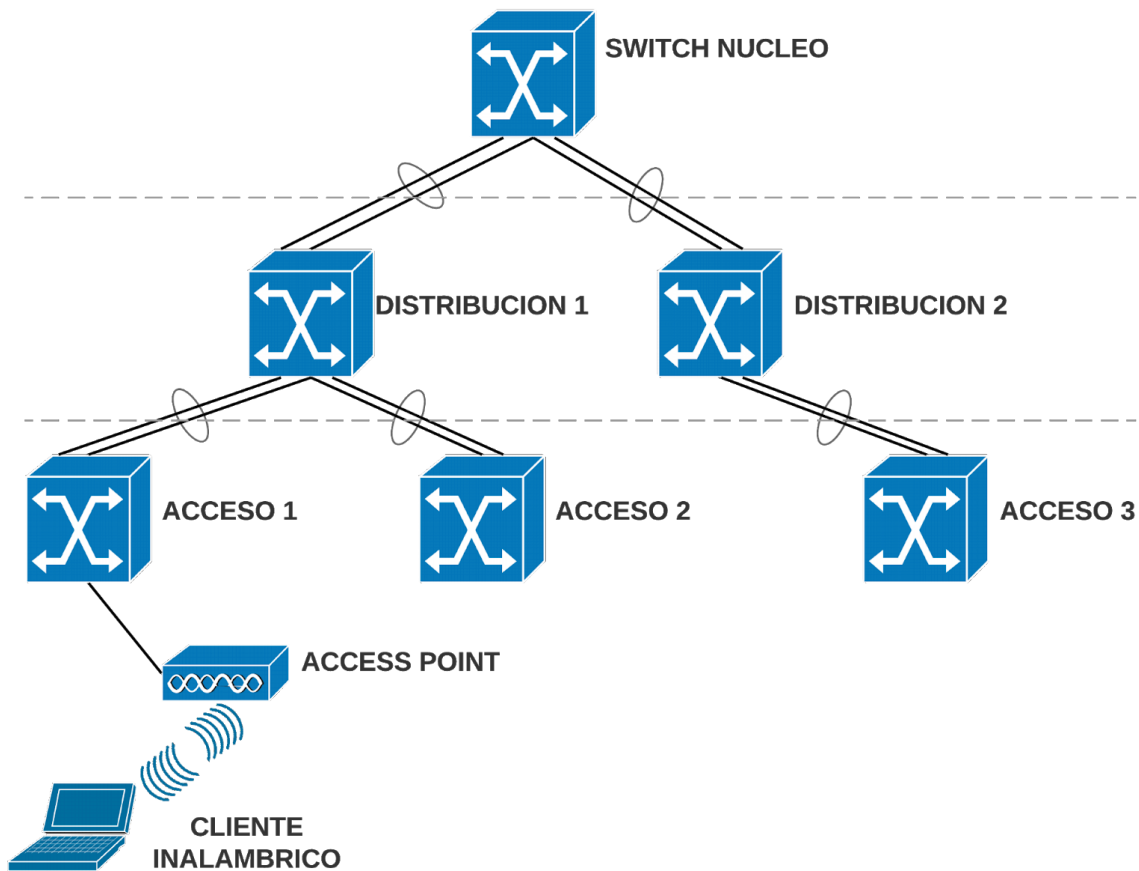 SWITCH NUCLEO
DISTRIBUCION 1
DISTRIBUCION 2
ACCESO 1
ACCESO 2
ACCESO 3
ACCESS POINT
CLIENTE
INALAMBRICO